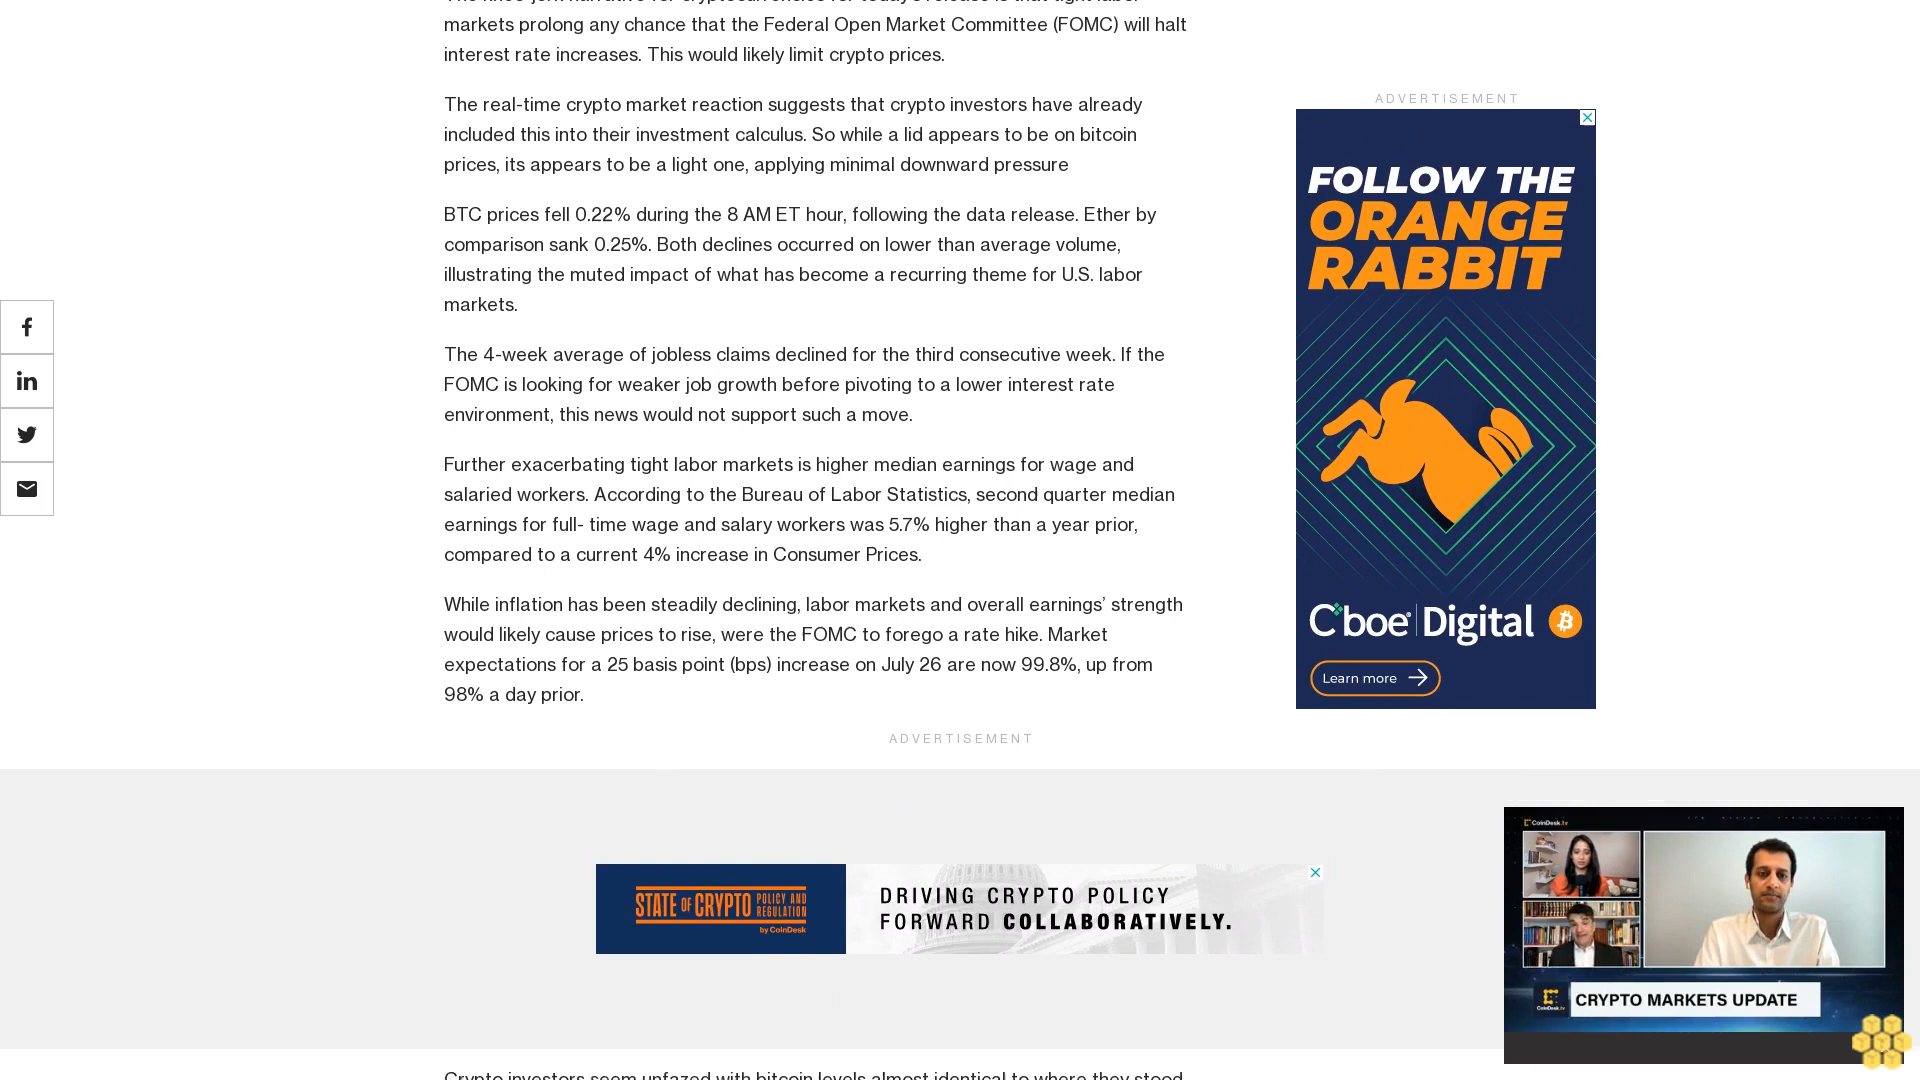 markets prolong any chance that the Federal Open Market Committee (FOMC) will halt
interest rate increases. This would likely limit crypto prices.
The real-time crypto market reaction suggests that crypto investors have already
included this into their investment calculus. So while a lid appears to be on bitcoin
prices, its appears to be a light one, applying minimal downward pressure
BTC prices fell 0.22% during the 8 AM ET hour, following the data release. Ether by
comparison sank 0.25%. Both declines occurred on lower than average volume,
illustrating the muted impact of what has become a recurring theme for U.S. labor
markets.
The 4-week average of jobless claims declined for the third consecutive week. If the
FOMC is looking for weaker job growth before pivoting to a lower interest rate
environment, this news would not support such a move.
Further exacerbating tight labor markets is higher median earnings for wage and
salaried workers. According to the Bureau of Labor Statistics, second quarter median
earnings for full- time wage and salary workers was 5.7% higher than a year prior,
compared to a current 4% increase in Consumer Prices.
While inflation has been steadily declining, labor markets and overall earnings’ strength
would likely cause prices to rise, were the FOMC to forego a rate hike. Market
expectations for a 25 basis point (bps) increase on July 26 are now 99.8%, up from
98% a day prior.
ADVERTISEMENT
FOLLOW THE
ORANGE
RABBIT
Cboe® Digital
Learn more
ADVERTISEMENT
STATE OF CRYPTO POLICY AND REGULATION
by CoinDesk
DRIVING CRYPTO POLICY
FORWARD COLLABORATIVELY.
CoinDesk.tv
CoinDesk.tv
CRYPTO MARKETS UPDATE
Crypto investors seem unfazed with bitcoin levels almost identical to where they stood